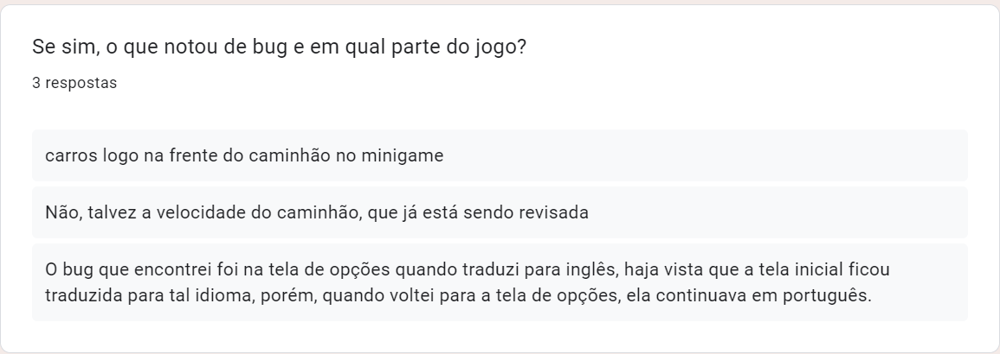 Se sim, o que notou de bug e em qual parte do jogo?
3 respostas
carros logo na frente do caminhão no minigame
Não, talvez a velocidade do caminhão, que já está sendo revisada
O bug que encontrei foi na tela de opções quando traduzi para inglês, haja vista que a tela inicial ficou
traduzida para tal idioma, porém, quando voltei para a tela de opções, ela continuava em português.